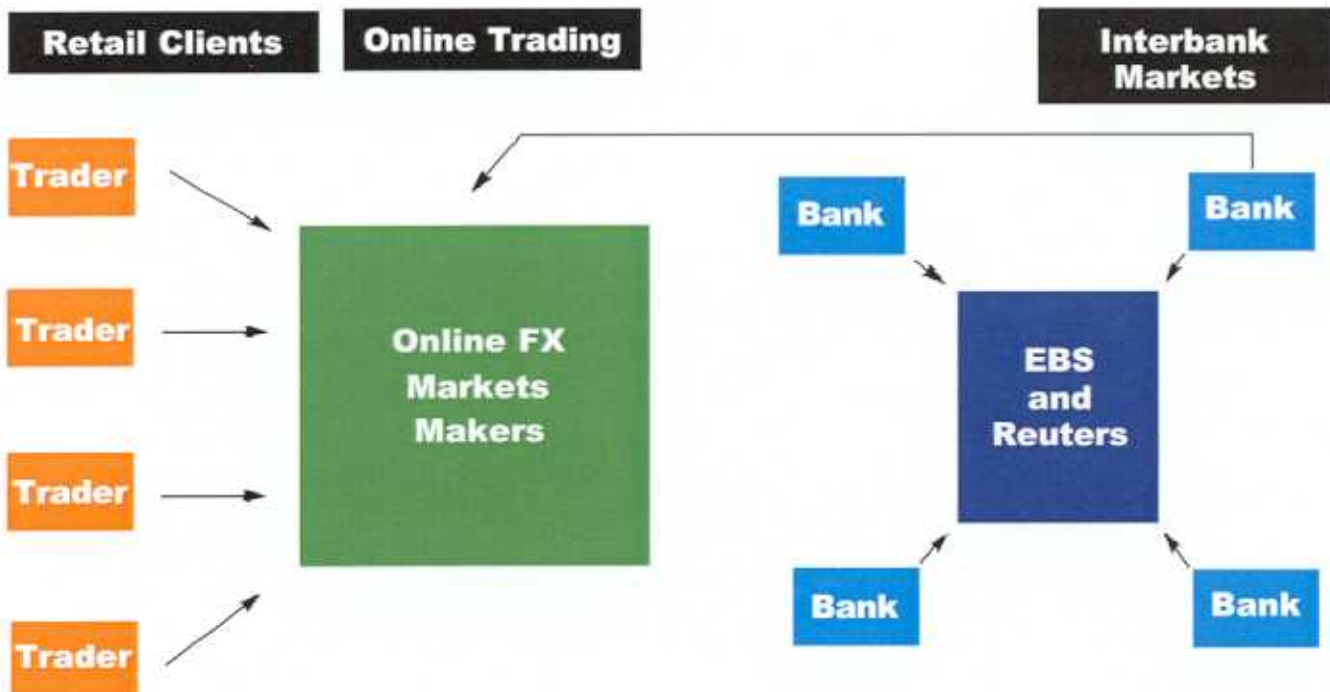 Retail Clients
Online Trading
Interbank
Markets
Trader
Trader
Trader
Trader
Online FX
Markets
Makers
Bank
Bank
EBS
and
Reuters
Bank
Bank